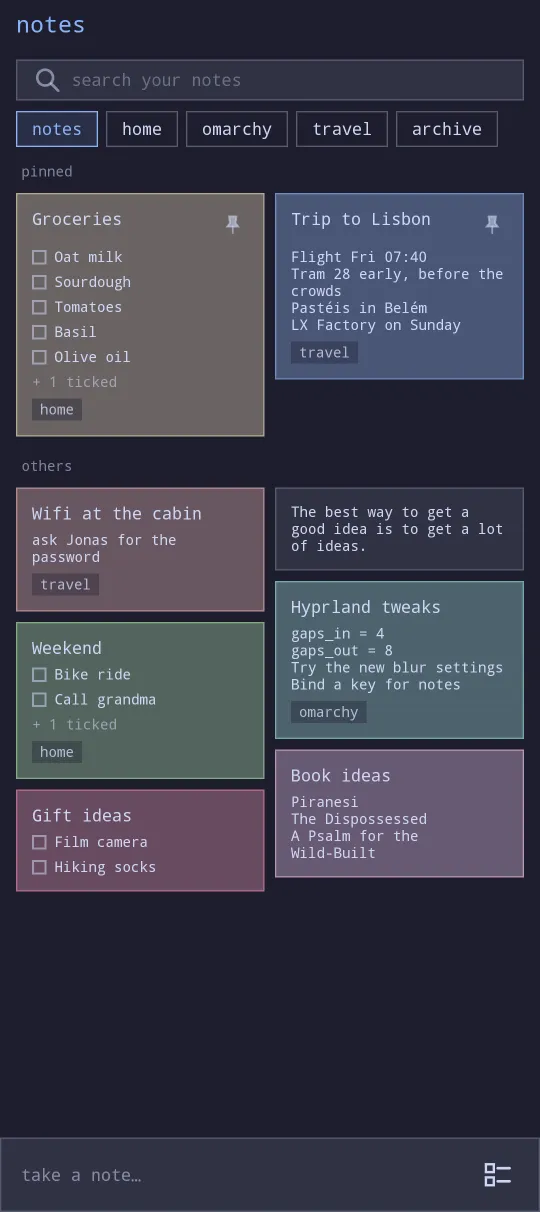 notes
search your notes
notes home omarchy travel archive
pinned
Groceries
Oat milk
Sourdough
Tomatoes
Basil
Olive oil
+ 1 ticked
home
Trip to Lisbon
Flight Fri 07:40
Tram 28 early, before the
crowds
Pastéis in Belém
LX Factory on Sunday
travel
others
Wifi at the cabin
ask Jonas for the
password
travel
Weekend
Bike ride
Call grandma
+ 1 ticked
home
Gift ideas
Film camera
Hiking socks
The best way to get a
good idea is to get a lot
of ideas.
Hyprland tweaks
gaps_in = 4
gaps_out = 8
Try the new blur settings
Bind a key for notes
omarchy
Book ideas
Piranesi
The Dispossessed
A Psalm for the
Wild-Built
take a note…